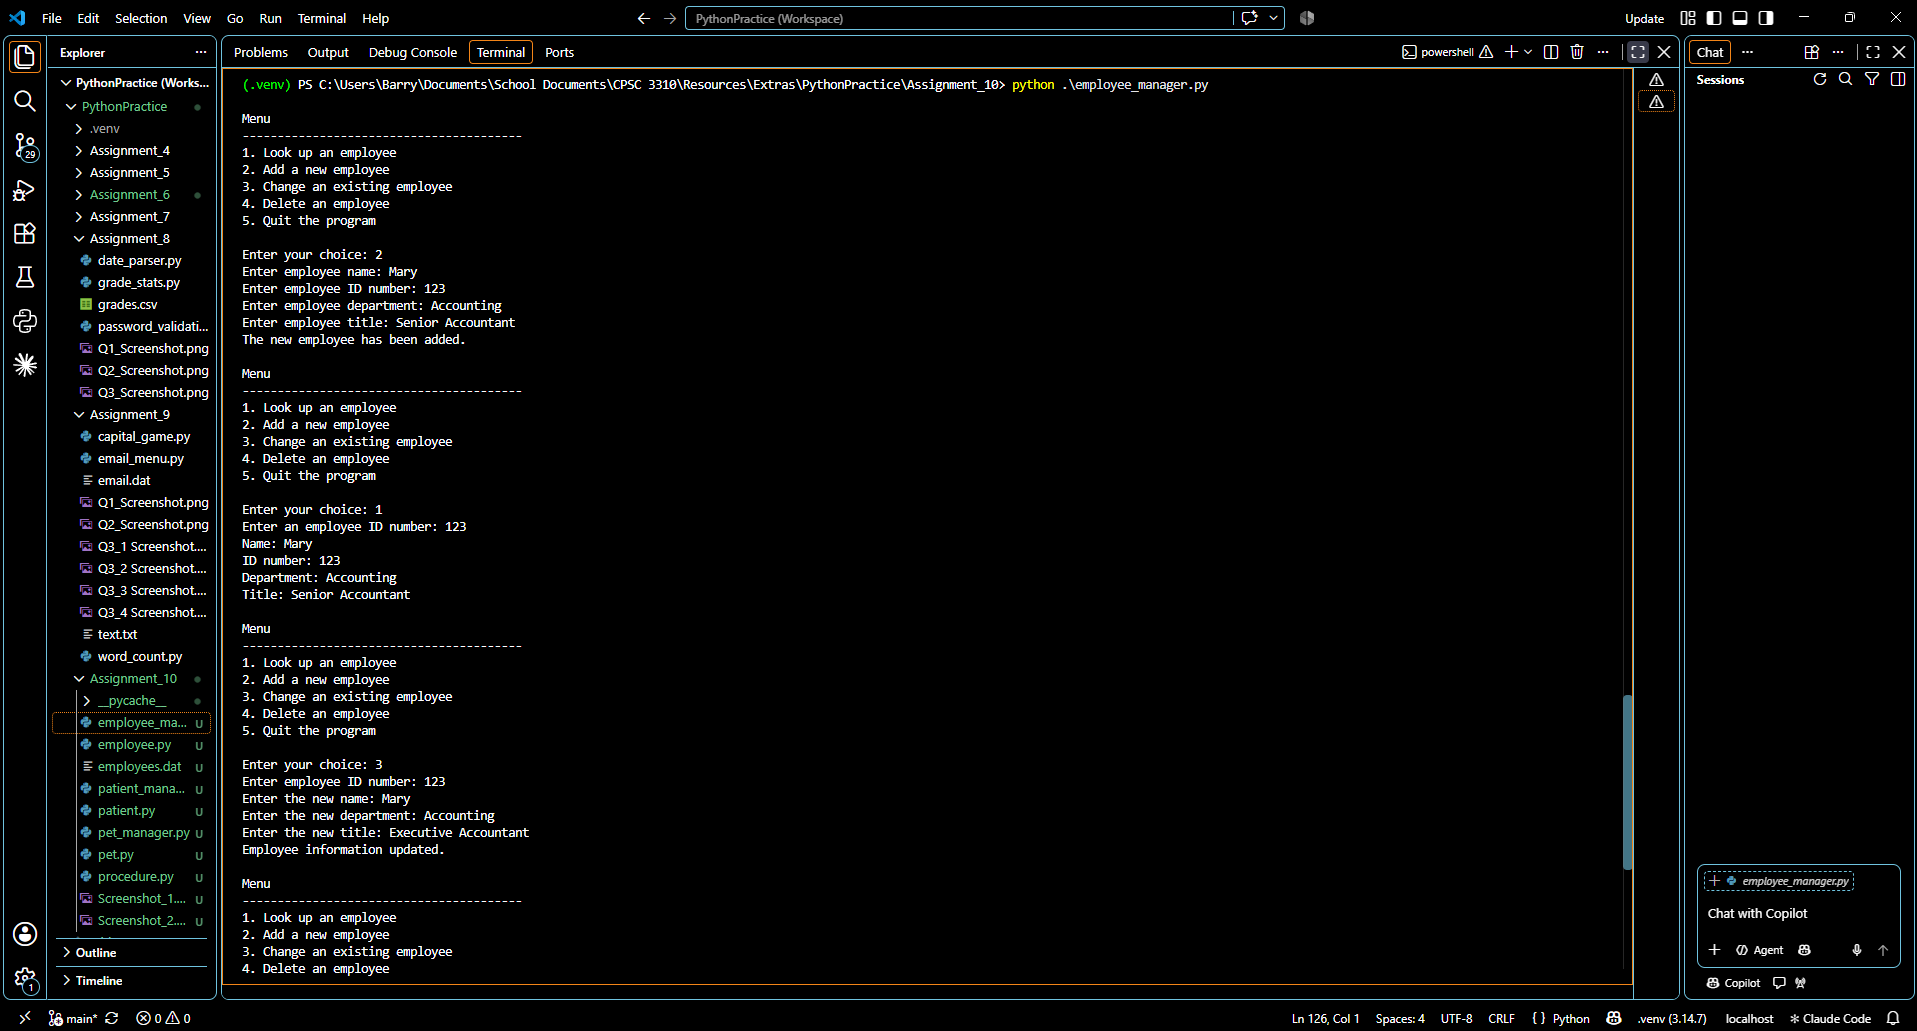 File Edit Selection View Go Run Terminal Help
PythonPractice (Workspace)
Update
Explorer
PythonPractice (Works...
PythonPractice
.venv
Assignment_4
Assignment_5
Assignment_6
Assignment_7
Assignment_8
date_parser.py
grade_stats.py
grades.csv
password_validati...
Q1_Screenshot.png
Q2_Screenshot.png
Q3_Screenshot.png
Assignment_9
capital_game.py
email_menu.py
email.dat
Q1_Screenshot.png
Q2_Screenshot.png
Q3_1 Screenshot....
Q3_2 Screenshot....
Q3_3 Screenshot....
Q3_4 Screenshot....
text.txt
word_count.py
Assignment_10
__pycache__
employee_ma... U
employee.py U
employees.dat U
patient_mana... U
patient.py U
pet_manager.py U
pet.py U
procedure.py U
Screenshot_1.... U
Screenshot_2.... U
Outline
Timeline
29
1
Problems Output Debug Console Terminal Ports
powershell
(.venv) PS C:\Users\Barry\Documents\School Documents\CPSC 3310\Resources\Extras\PythonPractice\Assignment_10> python .\employee_manager.py
Menu
----------------------------------------
1. Look up an employee
2. Add a new employee
3. Change an existing employee
4. Delete an employee
5. Quit the program
Enter your choice: 2
Enter employee name: Mary
Enter employee ID number: 123
Enter employee department: Accounting
Enter employee title: Senior Accountant
The new employee has been added.
Menu
----------------------------------------
1. Look up an employee
2. Add a new employee
3. Change an existing employee
4. Delete an employee
5. Quit the program
Enter your choice: 1
Enter an employee ID number: 123
Name: Mary
ID number: 123
Department: Accounting
Title: Senior Accountant
Menu
----------------------------------------
1. Look up an employee
2. Add a new employee
3. Change an existing employee
4. Delete an employee
5. Quit the program
Enter your choice: 3
Enter employee ID number: 123
Enter the new name: Mary
Enter the new department: Accounting
Enter the new title: Executive Accountant
Employee information updated.
Menu
----------------------------------------
1. Look up an employee
2. Add a new employee
3. Change an existing employee
4. Delete an employee
Chat
Sessions
employee_manager.py
Chat with Copilot
Agent
Copilot
main* 0 0
Ln 126, Col 1 Spaces: 4 UTF-8 CRLF { } Python .venv (3.14.7) localhost Claude Code